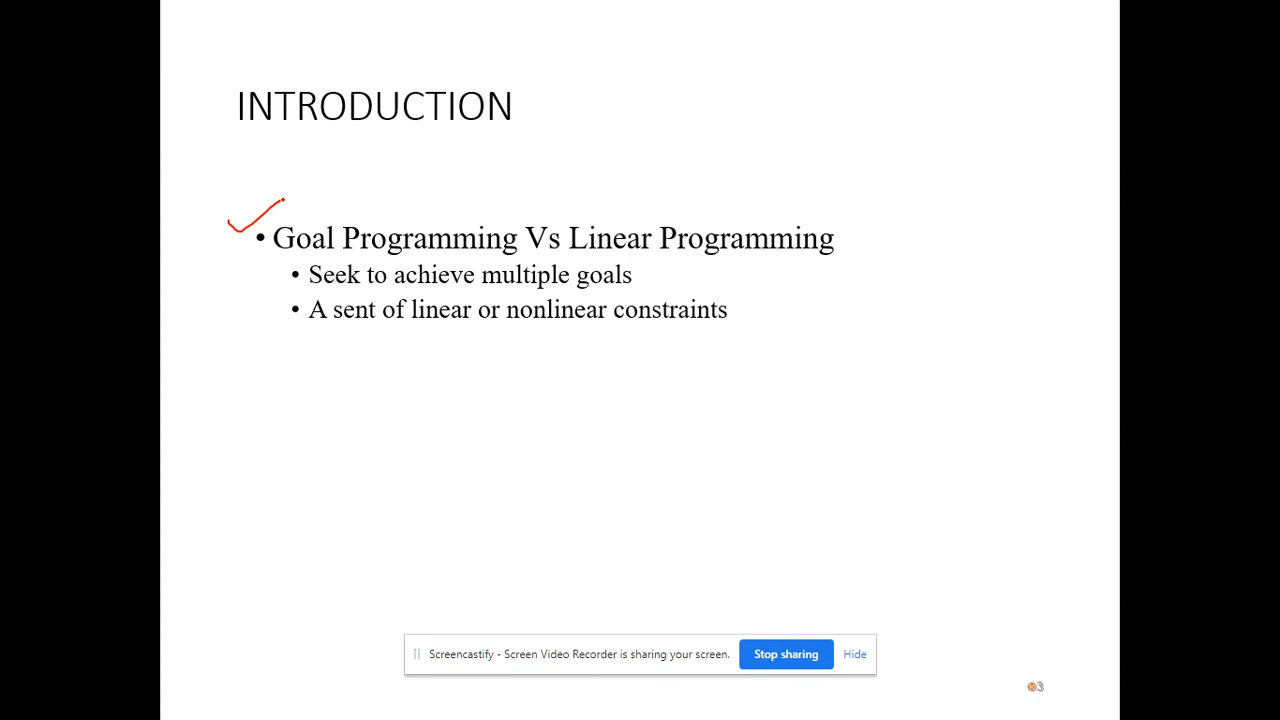 INTRODUCTION
• Goal Programming Vs Linear Programming
• Seek to achieve multiple goals
• A sent of linear or nonlinear constraints
Screencastify - Screen Video Recorder is sharing your screen. Stop sharing Hide
3